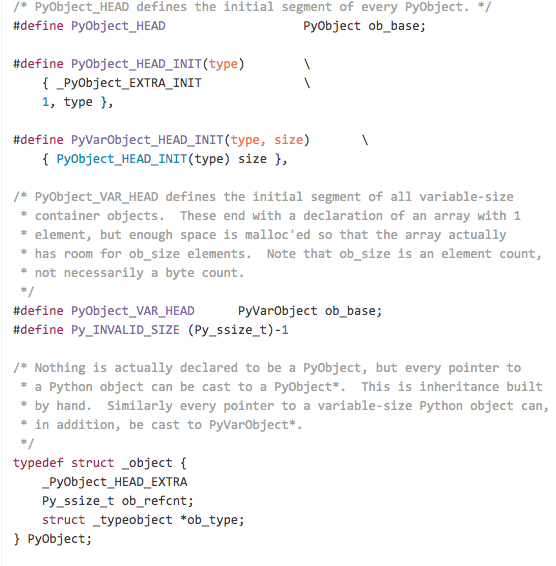 /* PyObject_HEAD defines the initial segment of every PyObject. */
#define PyObject_HEAD                   PyObject ob_base;

#define PyObject_HEAD_INIT(type)        \
    { _PyObject_EXTRA_INIT              \
    1, type },

#define PyVarObject_HEAD_INIT(type, size)       \
    { PyObject_HEAD_INIT(type) size },

/* PyObject_VAR_HEAD defines the initial segment of all variable-size
 * container objects.  These end with a declaration of an array with 1
 * element, but enough space is malloc'ed so that the array actually
 * has room for ob_size elements.  Note that ob_size is an element count,
 * not necessarily a byte count.
 */
#define PyObject_VAR_HEAD      PyVarObject ob_base;
#define Py_INVALID_SIZE (Py_ssize_t)-1

/* Nothing is actually declared to be a PyObject, but every pointer to
 * a Python object can be cast to a PyObject*.  This is inheritance built
 * by hand.  Similarly every pointer to a variable-size Python object can,
 * in addition, be cast to PyVarObject*.
 */
typedef struct _object {
    _PyObject_HEAD_EXTRA
    Py_ssize_t ob_refcnt;
    struct _typeobject *ob_type;
} PyObject;